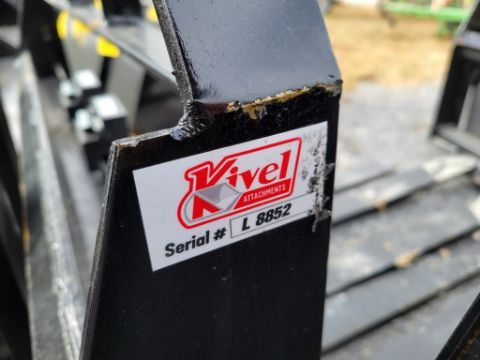 Kivel
ATTACHMENTS
Serial # L 8852